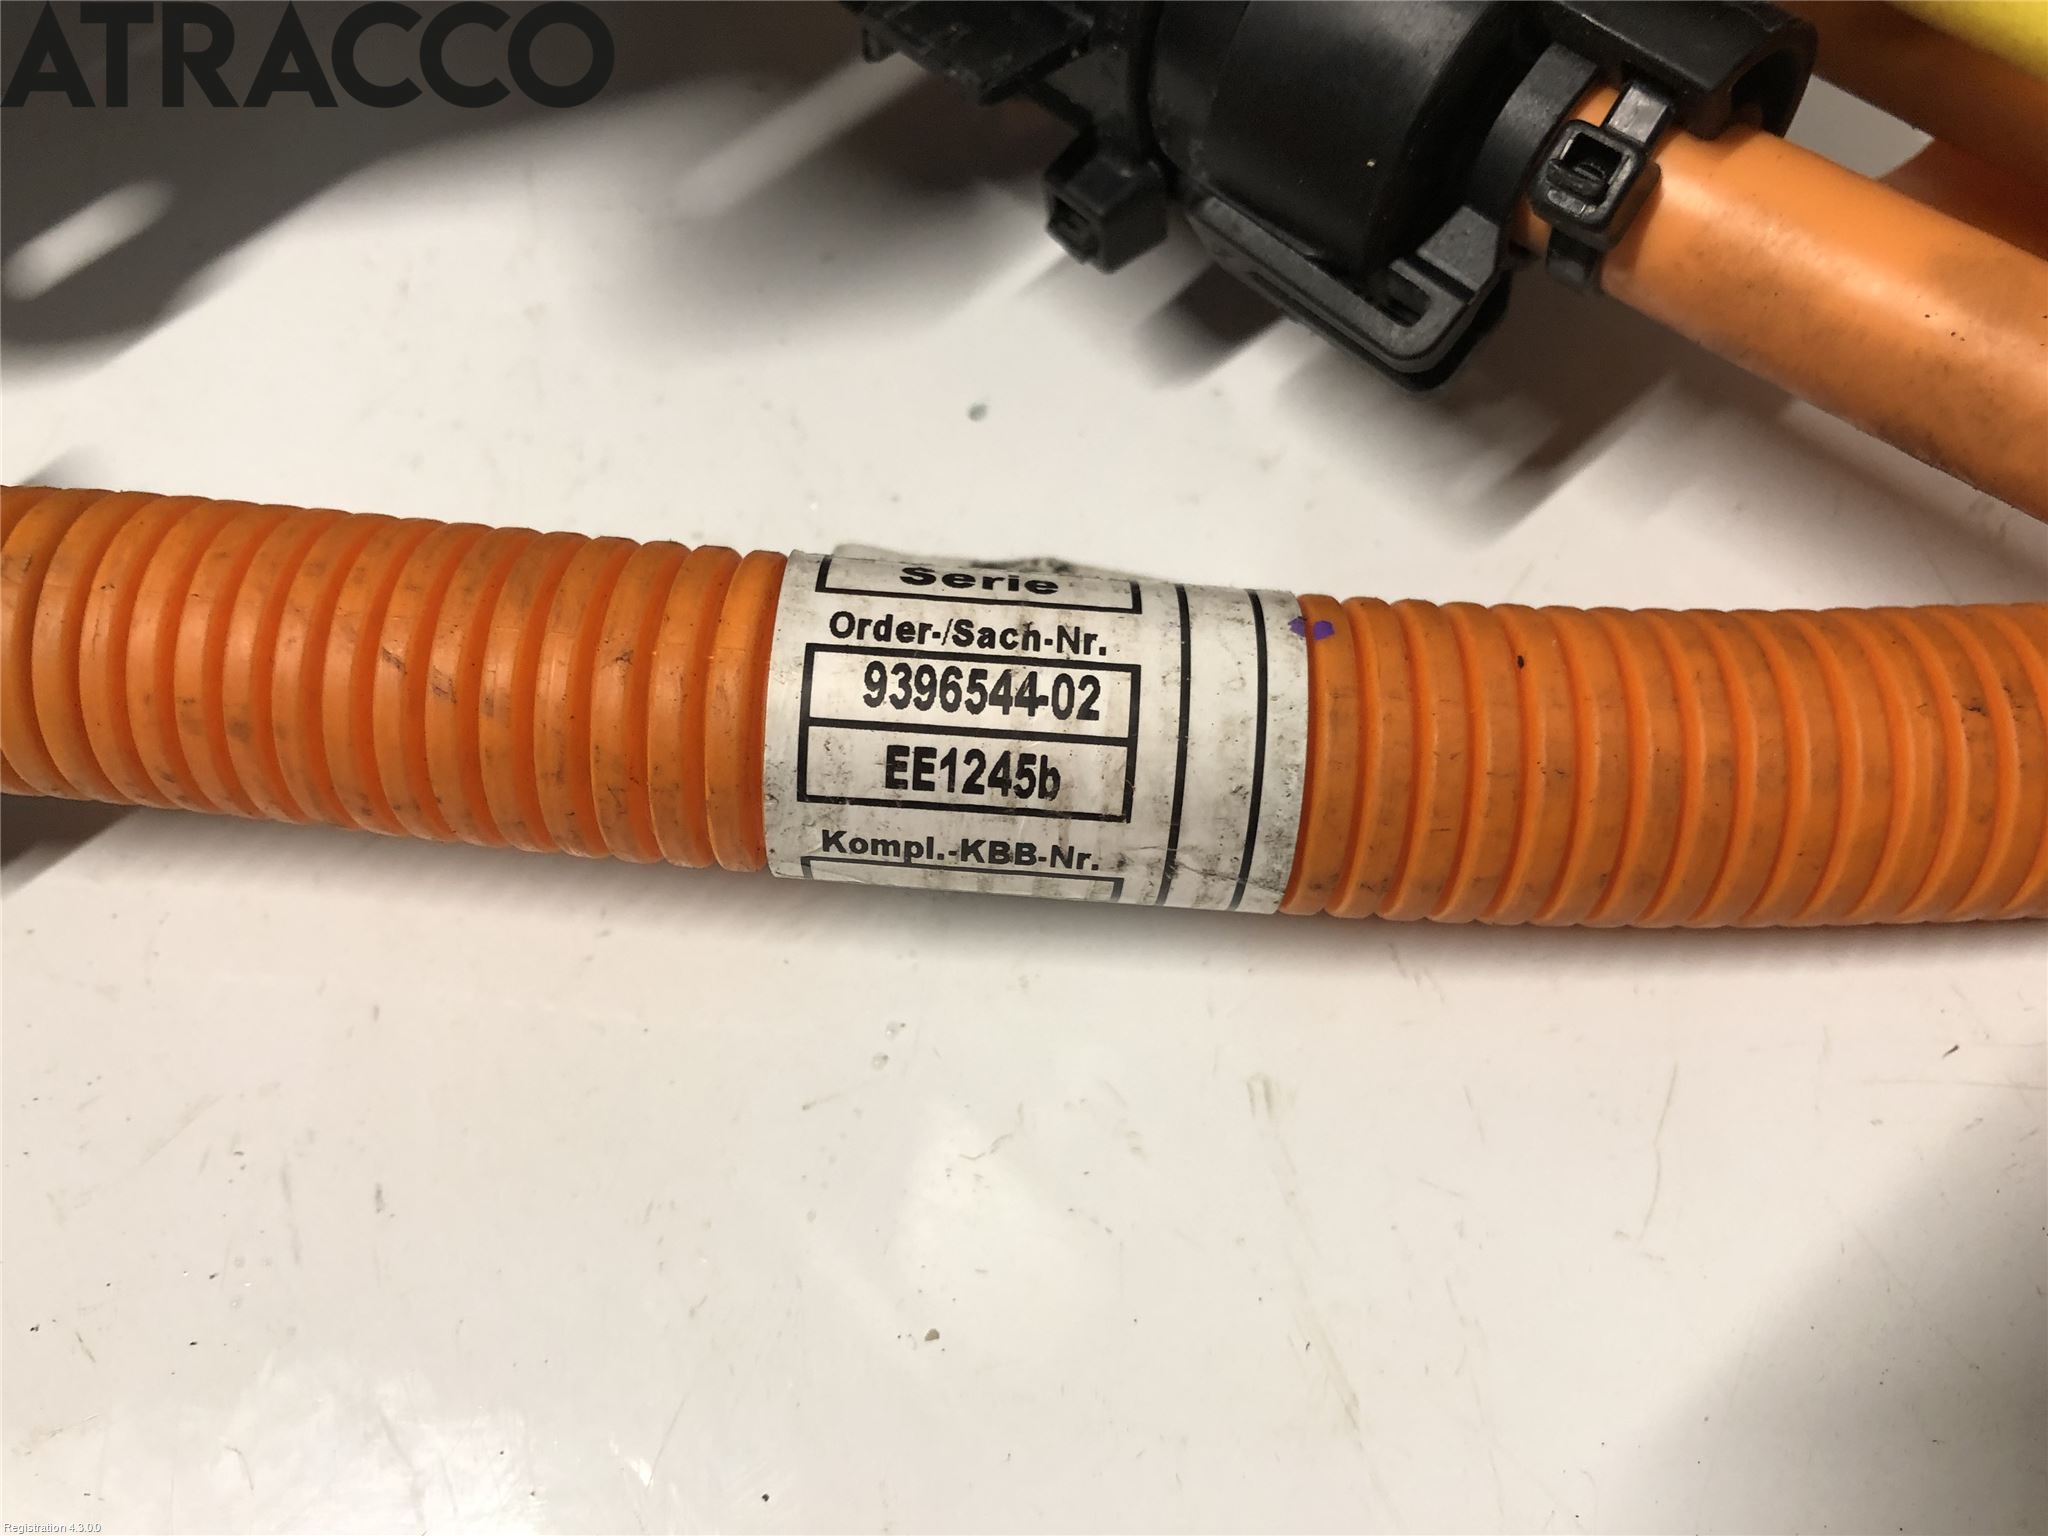 ATRACCO
Serie
Order-/Sach-Nr.
9396544-02
EE1245b
Kompl.-KBB-Nr.
Registration 4.3.0.0